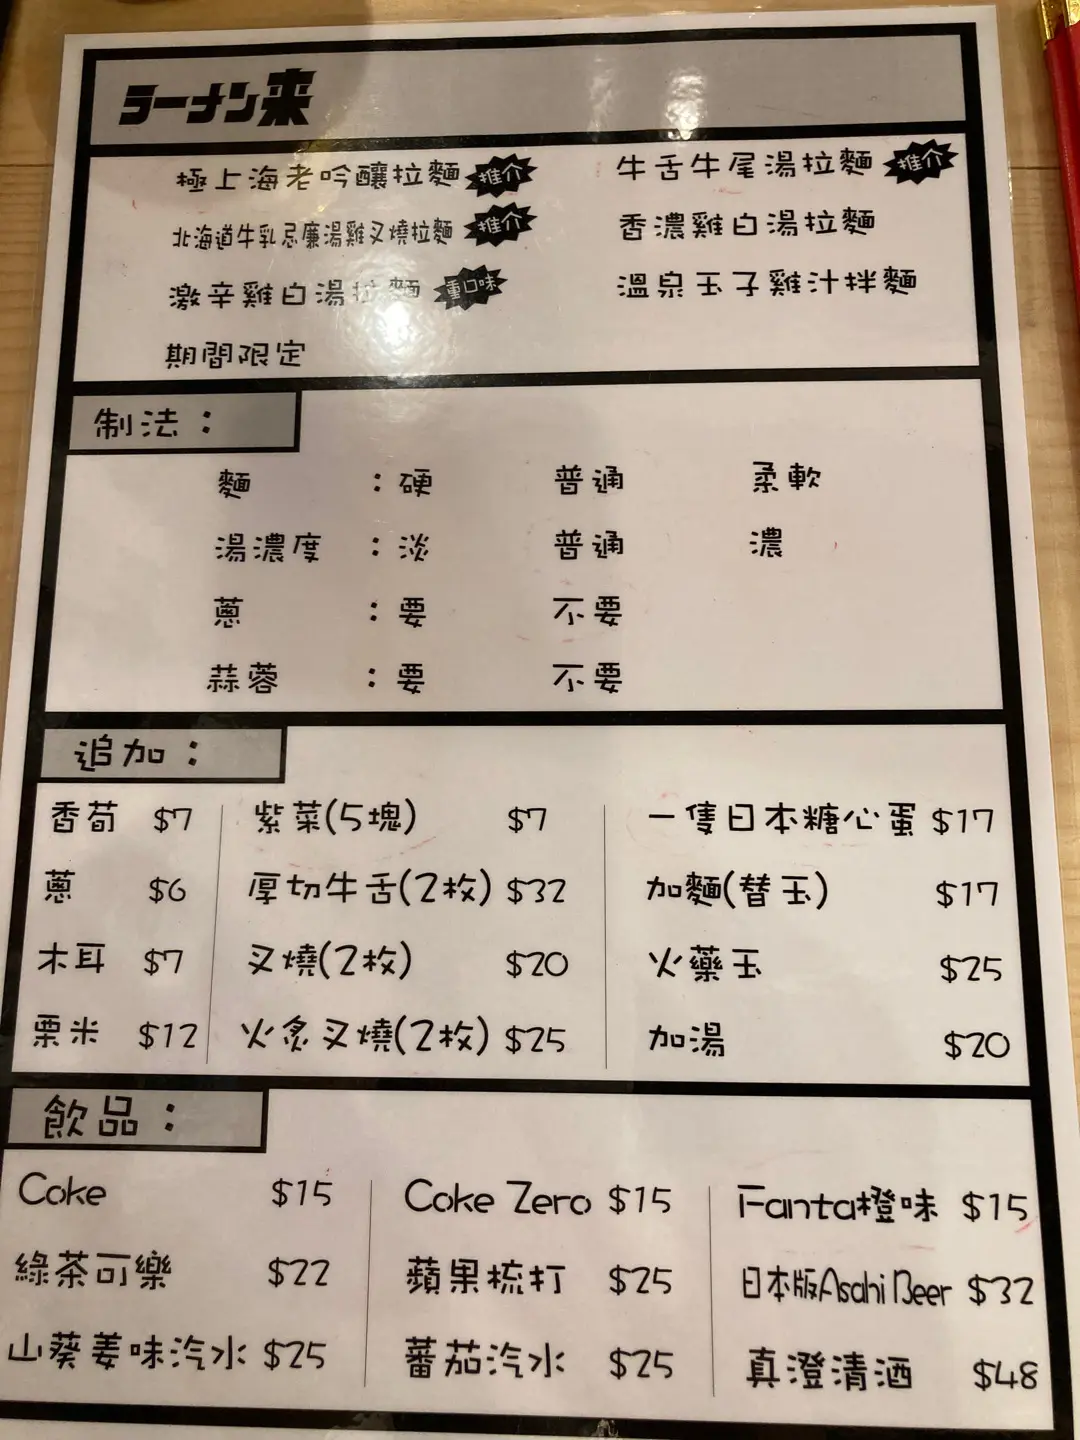 ラーメン来
極上海老吟釀拉麵 推介
牛舌牛尾湯拉麵 推介
北海道牛乳忌廉湯雞叉燒拉麵 推介
香濃雞白湯拉麵
激辛雞白湯拉麵 重口味
溫泉玉子雞汁拌麵
期間限定
制法：
麵 ：硬 普通 柔軟
湯濃度 ：淡 普通 濃
蔥 ：要 不要
蒜蓉 ：要 不要
追加：
香荀 $7 紫菜(5塊) $7 一隻日本糖心蛋 $17
蔥 $6 厚切牛舌(2枚) $32 加麵(替玉) $17
木耳 $7 叉燒(2枚) $20 火藥玉 $25
粟米 $12 火炙叉燒(2枚) $25 加湯 $20
飲品：
Coke $15 Coke Zero $15 Fanta橙味 $15
綠茶可樂 $22 蘋果梳打 $25 日本版Asahi Beer $32
山葵姜味汽水 $25 蕃茄汽水 $25 真澄清酒 $48